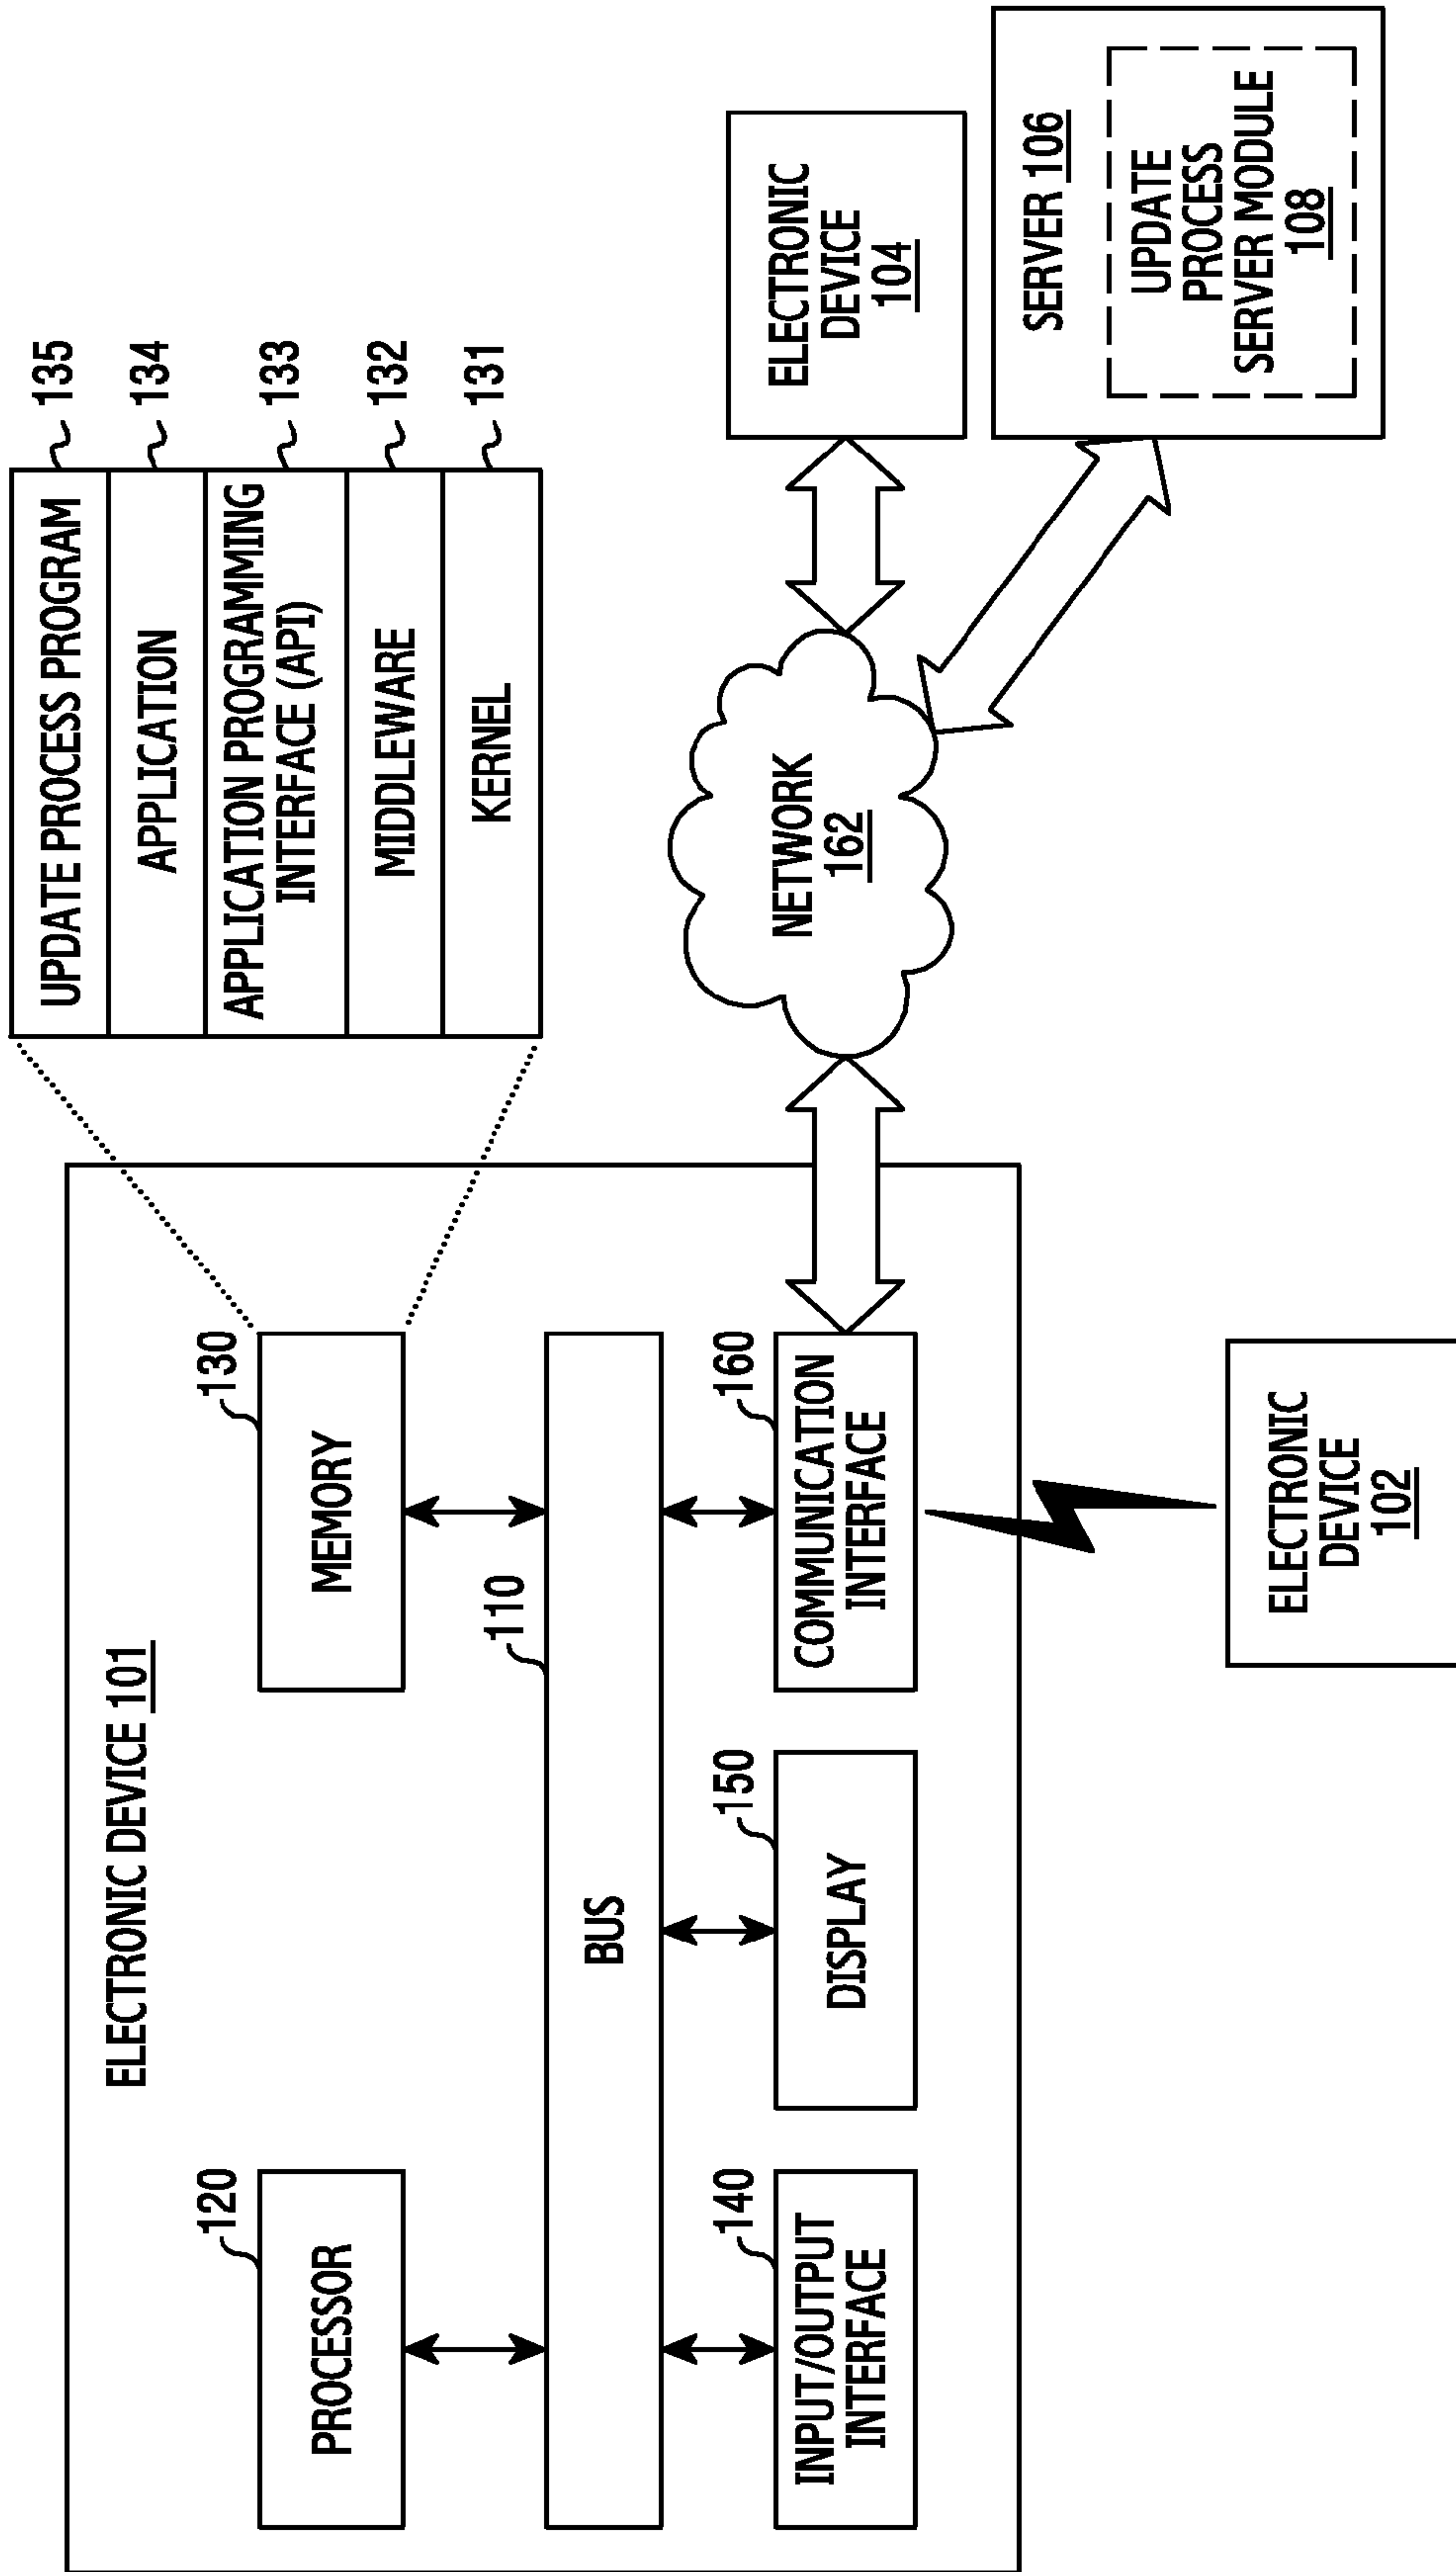 ELECTRONIC DEVICE 101
120
PROCESSOR
130
MEMORY
110
BUS
140
INPUT/OUTPUT
INTERFACE
150
DISPLAY
160
COMMUNICATION
INTERFACE
UPDATE PROCESS PROGRAM
135
APPLICATION
134
APPLICATION PROGRAMMING
INTERFACE (API)
133
MIDDLEWARE
132
KERNEL
131
NETWORK
162
ELECTRONIC
DEVICE
104
SERVER 106
UPDATE
PROCESS
SERVER MODULE
108
ELECTRONIC
DEVICE
102